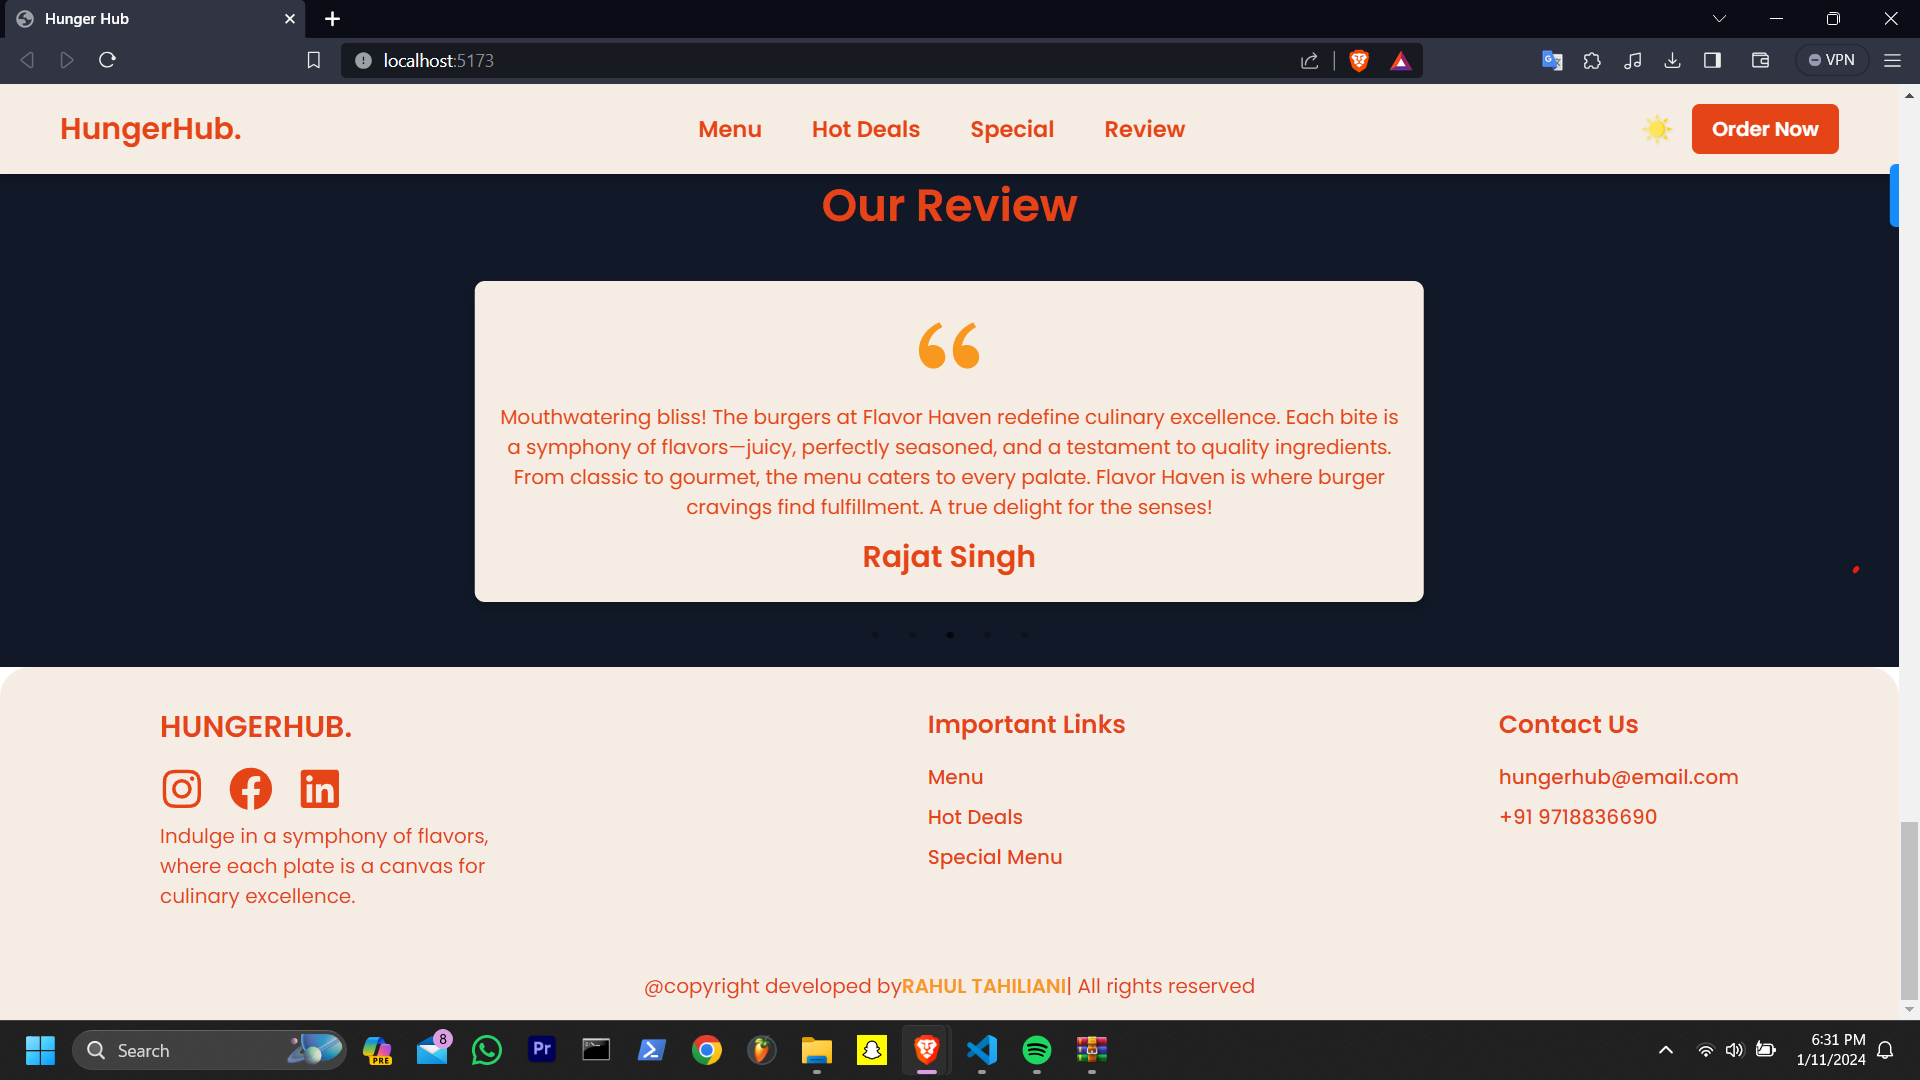 Hunger Hub
localhost:5173
VPN
HungerHub.
Menu
Hot Deals
Special
Review
Order Now
Our Review
Mouthwatering bliss! The burgers at Flavor Haven redefine culinary excellence. Each bite is
a symphony of flavors—juicy, perfectly seasoned, and a testament to quality ingredients.
From classic to gourmet, the menu caters to every palate. Flavor Haven is where burger
cravings find fulfillment. A true delight for the senses!
Rajat Singh
HUNGERHUB.
Indulge in a symphony of flavors,
where each plate is a canvas for
culinary excellence.
Important Links
Menu
Hot Deals
Special Menu
Contact Us
hungerhub@email.com
+91 9718836690
@copyright developed byRAHUL TAHILIANI| All rights reserved
Search
PRE
8
Pr
6:31 PM
1/11/2024